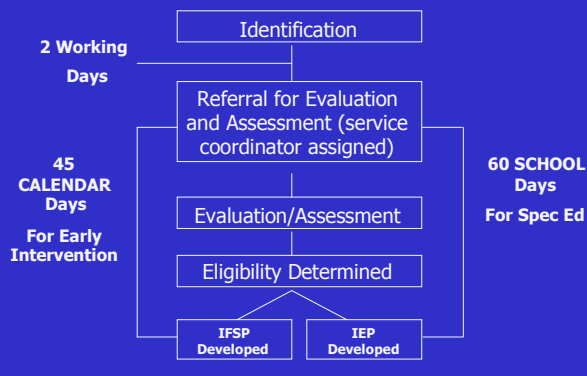 Identification
2 Working
Days
Referral for Evaluation
and Assessment (service
coordinator assigned)
45
CALENDAR
Days
For Early
Intervention
60 SCHOOL
Days
For Spec Ed
Evaluation/Assessment
Eligibility Determined
IFSP
Developed
IEP
Developed